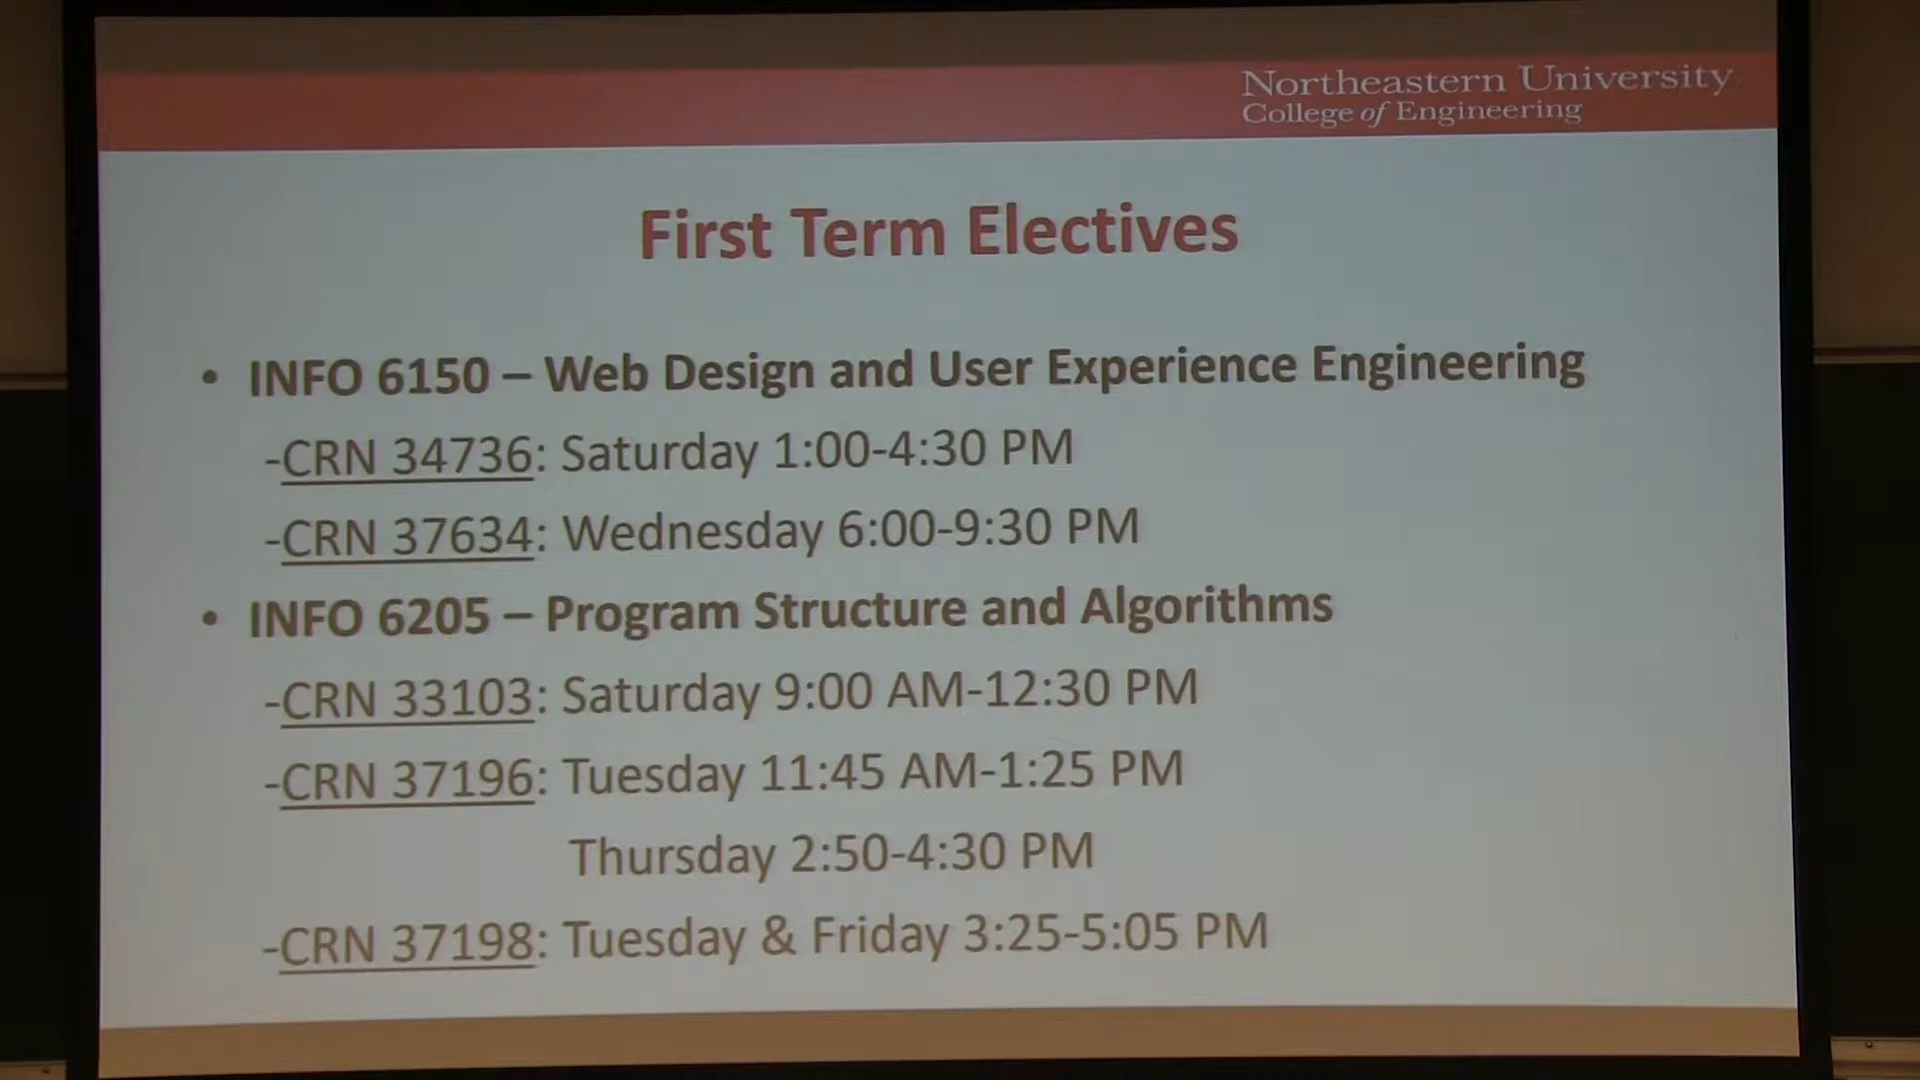 Northeastern University
College of Engineering
First Term Electives
• INFO 6150 – Web Design and User Experience Engineering
-CRN 34736: Saturday 1:00-4:30 PM
-CRN 37634: Wednesday 6:00-9:30 PM
• INFO 6205 – Program Structure and Algorithms
-CRN 33103: Saturday 9:00 AM-12:30 PM
-CRN 37196: Tuesday 11:45 AM-1:25 PM
Thursday 2:50-4:30 PM
-CRN 37198: Tuesday & Friday 3:25-5:05 PM